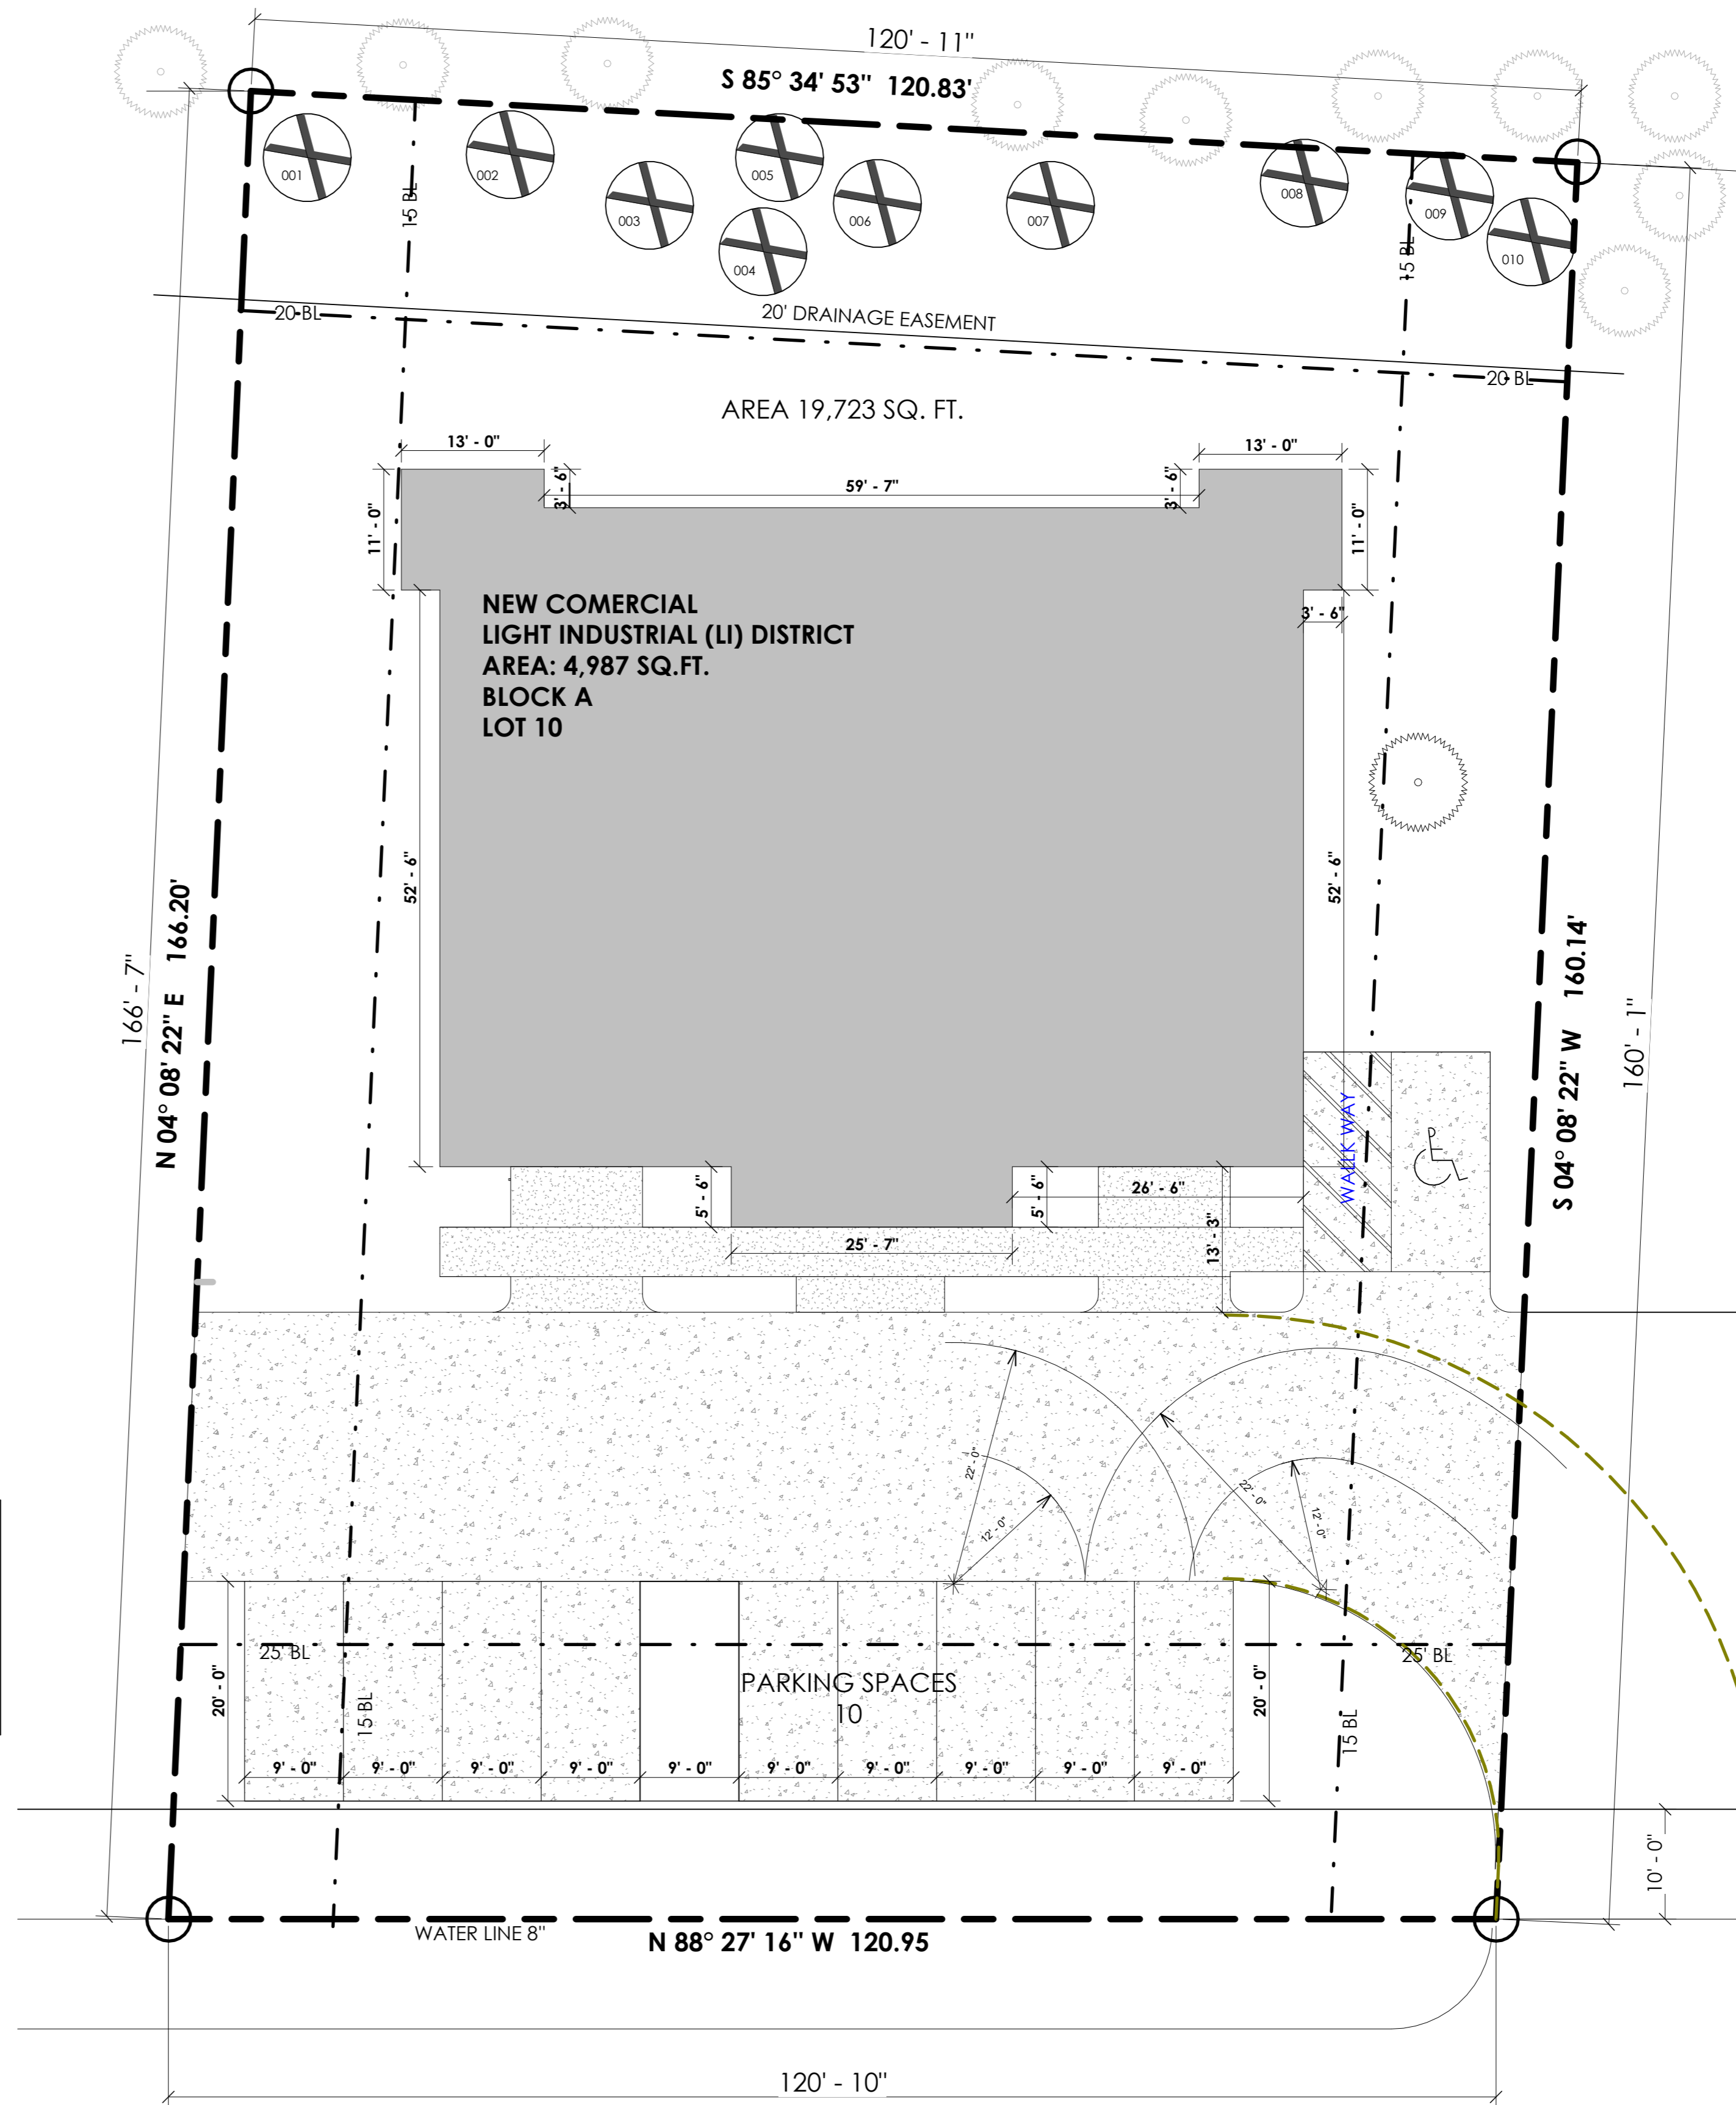 120' - 11"
S 85° 34' 53" 120.83'
001
002
003
004
005
006
007
008
009
010
15 BL
15 BL
20 BL
20' DRAINAGE EASEMENT
20 BL
AREA 19,723 SQ. FT.
13' - 0"
13' - 0"
3' - 6"
59' - 7"
3' - 6"
11' - 0"
11' - 0"
NEW COMERCIAL
LIGHT INDUSTRIAL (LI) DISTRICT
AREA: 4,987 SQ.FT.
BLOCK A
LOT 10
3' - 6"
52' - 6"
52' - 6"
N 04° 08' 22" E 166.20'
166' - 7"
S 04° 08' 22" W 160.14'
160' - 1"
WALLK WAY
5' - 6"
5' - 6"
26' - 6"
25' - 7"
13' - 3"
22' - 0"
12' - 0"
22' - 0"
12' - 0"
25' BL
25' BL
20' - 0"
15 BL
PARKING SPACES
10
20' - 0"
15 BL
9' - 0"
9' - 0"
9' - 0"
9' - 0"
9' - 0"
9' - 0"
9' - 0"
9' - 0"
9' - 0"
9' - 0"
10' - 0"
WATER LINE 8"
N 88° 27' 16" W 120.95
120' - 10"